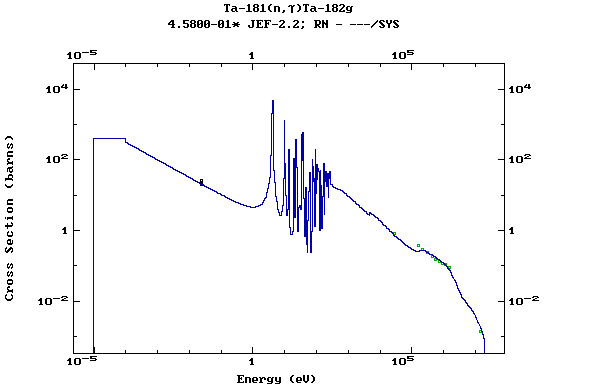 Ta-181(n,γ)Ta-182g
4.5800-01* JEF-2.2; RN - ---/SYS
10⁻⁵ 1 10⁵
10⁴ 10⁴
10² 10²
1 1
10⁻² 10⁻²
10⁻⁵ 1 10⁵
Cross Section (barns)
Energy (eV)